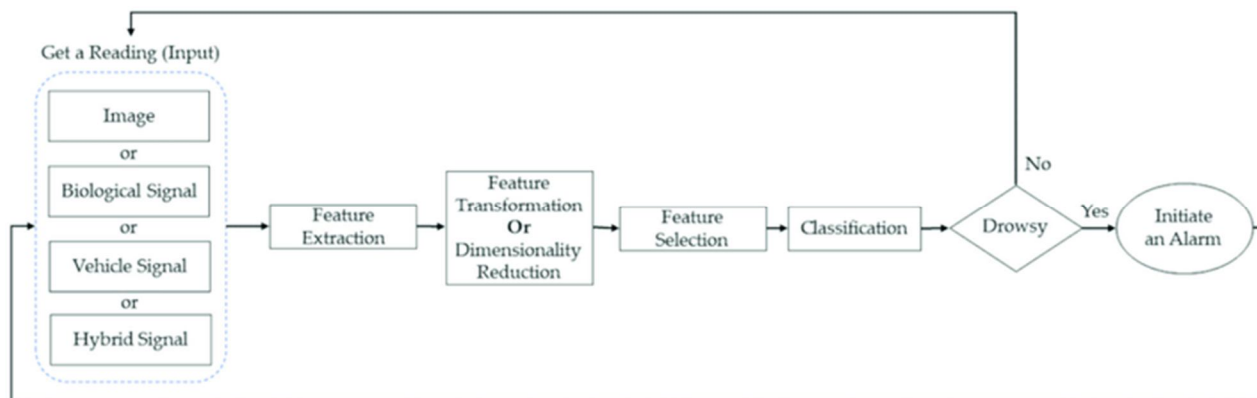 Get a Reading (Input)
Image
or
Biological Signal
or
Vehicle Signal
or
Hybrid Signal
Feature
Extraction
Feature
Transformation
Or
Dimensionality
Reduction
Feature
Selection
Classification
Drowsy
No
Yes
Initiate
an Alarm